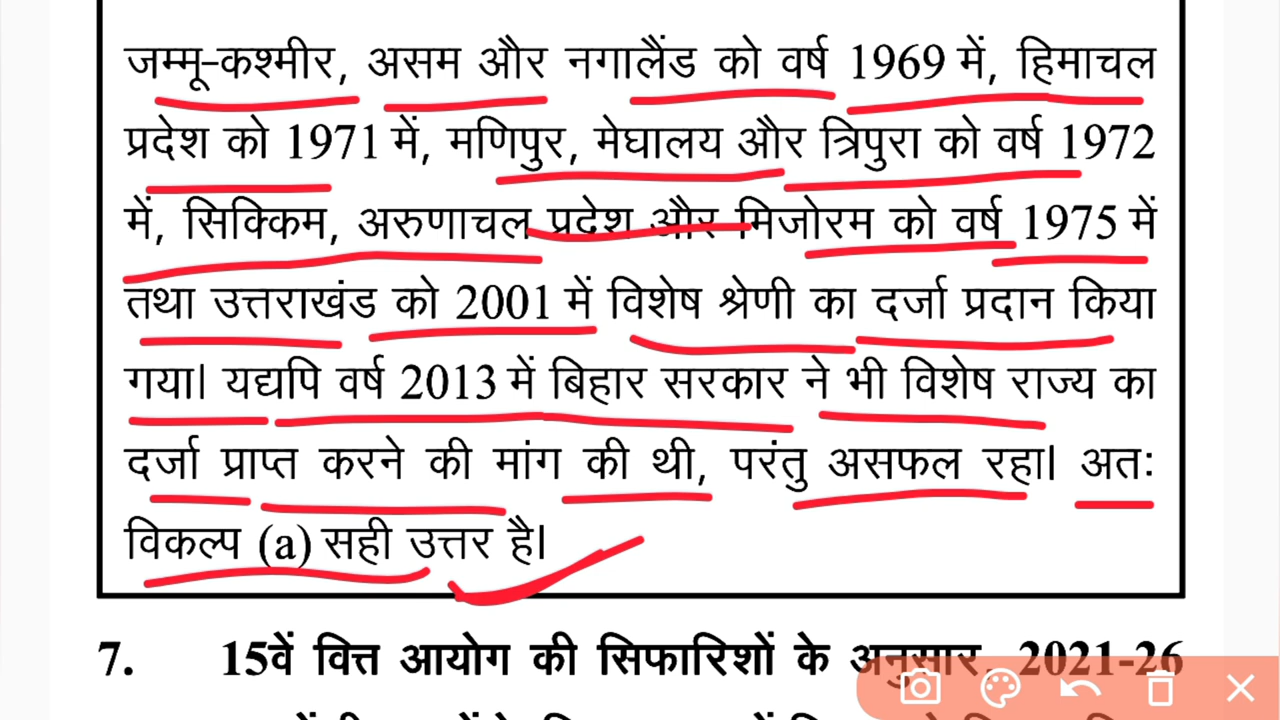 जम्मू-कश्मीर, असम और नगालैंड को वर्ष 1969 में, हिमाचल
प्रदेश को 1971 में, मणिपुर, मेघालय और त्रिपुरा को वर्ष 1972
में, सिक्किम, अरुणाचल प्रदेश और मिजोरम को वर्ष 1975 में
तथा उत्तराखंड को 2001 में विशेष श्रेणी का दर्जा प्रदान किया
गया। यद्यपि वर्ष 2013 में बिहार सरकार ने भी विशेष राज्य का
दर्जा प्राप्त करने की मांग की थी, परंतु असफल रहा। अतः
विकल्प (a) सही उत्तर है।
7. 15वें वित्त आयोग की सिफारिशों के अनुसार, 2021-26